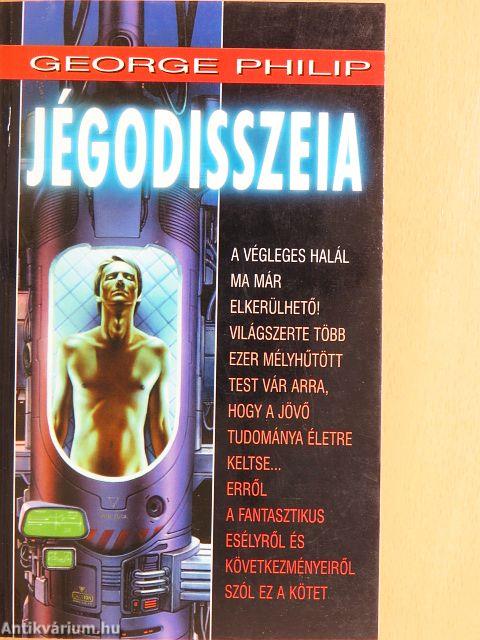 GEORGE PHILIP
JÉGODISSZEIA
A VÉGLEGES HALÁL
MA MÁR
ELKERÜLHETŐ!
VILÁGSZERTE TÖBB
EZER MÉLYHŰTÖTT
TEST VÁR ARRA,
HOGY A JÖVŐ
TUDOMÁNYA ÉLETRE
KELTSE...
ERRŐL
A FANTASZTIKUS
ESÉLYRŐL ÉS
KÖVETKEZMÉNYEIRŐL
SZÓL EZ A KÖTET
Antikvárium.hu